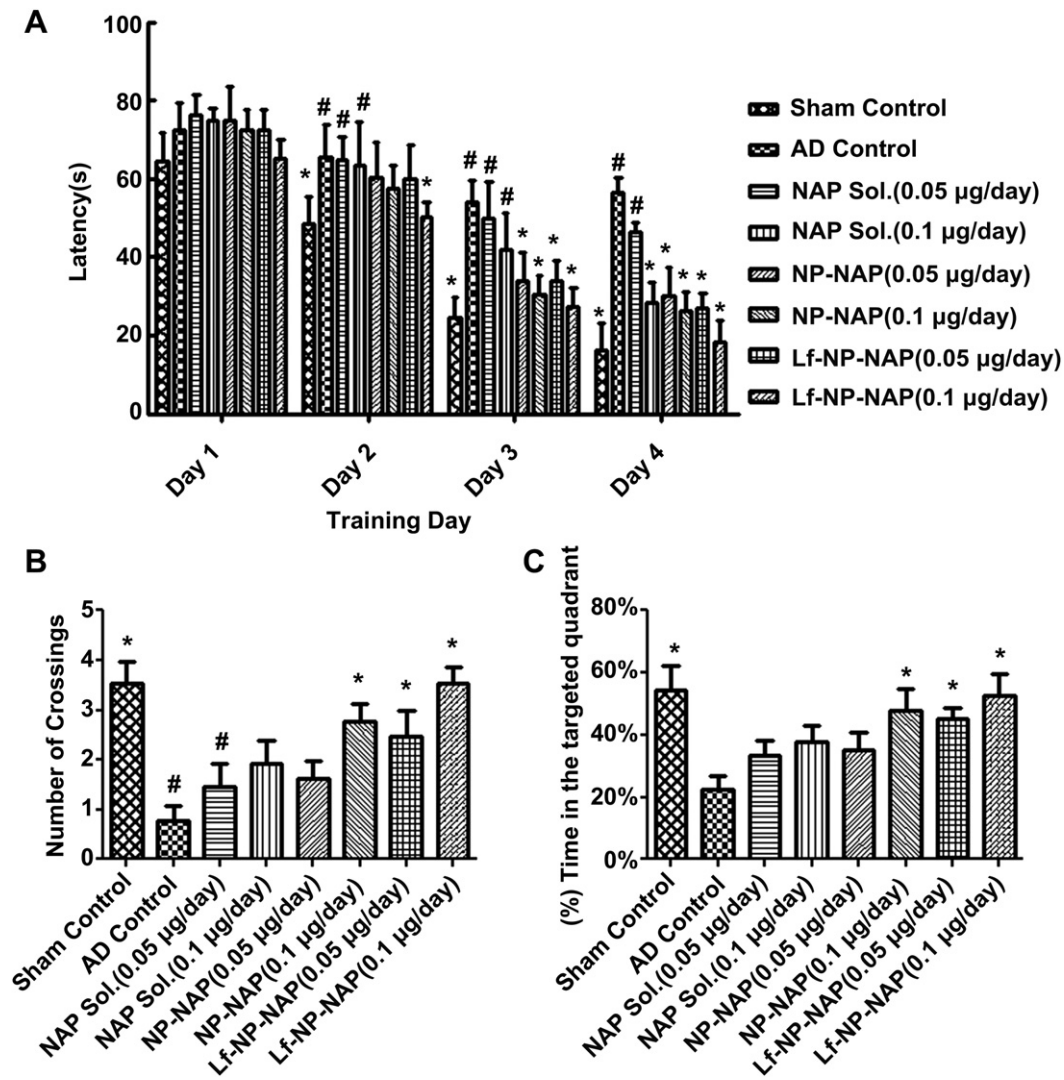 A
100
80
60
40
20
0
Latency(s)
# # #
* *
# # # * * * *
* # # * * * * *
*
Day 1
Day 2
Day 3
Day 4
Training Day
Sham Control
AD Control
NAP Sol.(0.05 µg/day)
NAP Sol.(0.1 µg/day)
NP-NAP(0.05 µg/day)
NP-NAP(0.1 µg/day)
Lf-NP-NAP(0.05 µg/day)
Lf-NP-NAP(0.1 µg/day)
B
5
4
3
2
1
0
Number of Crossings
* # # * * *
Sham Control
AD Control
NAP Sol.(0.05 µg/day)
NAP Sol.(0.1 µg/day)
NP-NAP(0.05 µg/day)
NP-NAP(0.1 µg/day)
Lf-NP-NAP(0.05 µg/day)
Lf-NP-NAP(0.1 µg/day)
C
80%
60%
40%
20%
0%
(%) Time in the targeted quadrant
* * * *
Sham Control
AD Control
NAP Sol.(0.05 µg/day)
NAP Sol.(0.1 µg/day)
NP-NAP(0.05 µg/day)
NP-NAP(0.1 µg/day)
Lf-NP-NAP(0.05 µg/day)
Lf-NP-NAP(0.1 µg/day)